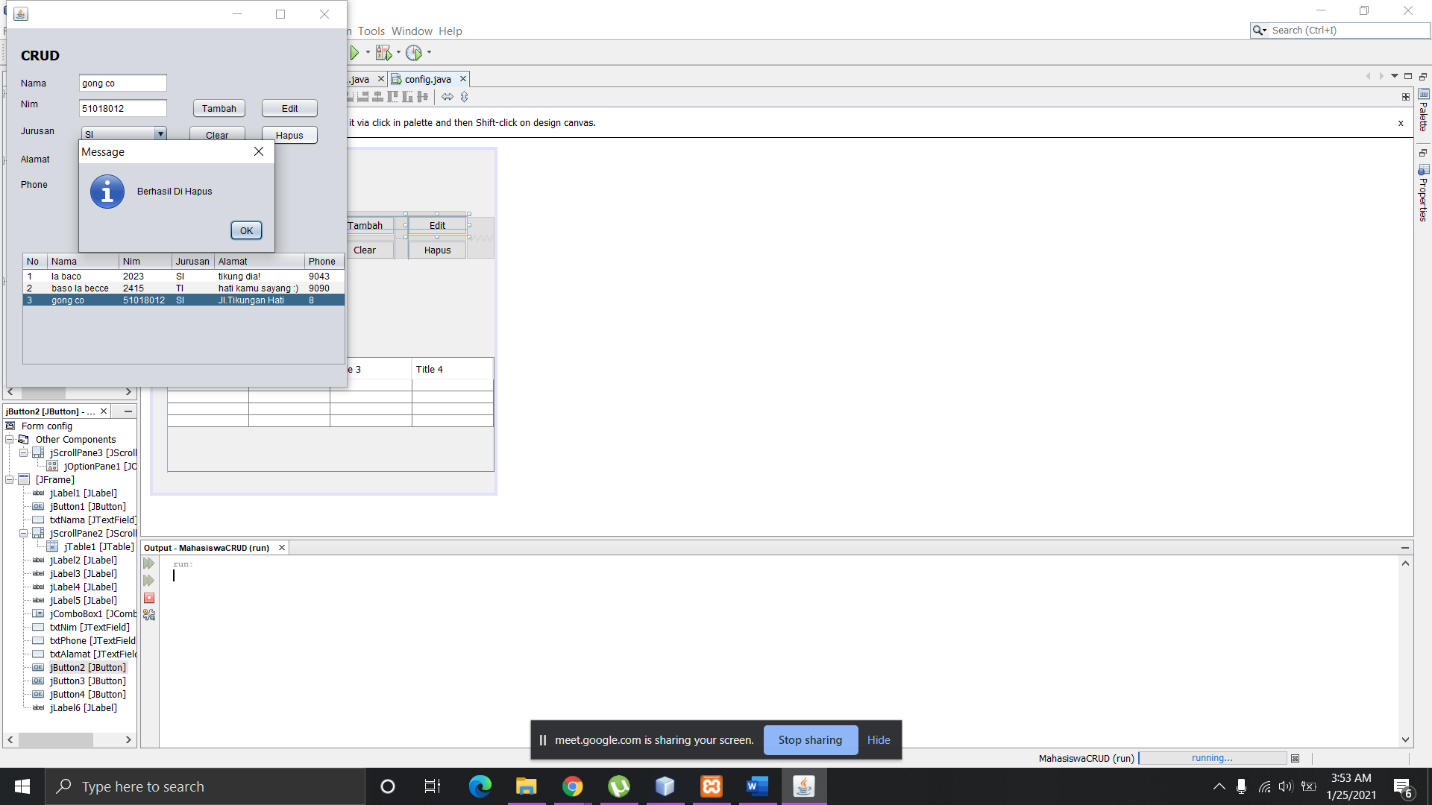 Tools Window Help
Search (Ctrl+I)
CRUD
Nama gong co
Nim 51018012 Tambah Edit
Jurusan SI Clear Hapus
Alamat
Phone
Message
Berhasil Di Hapus
OK
No Nama Nim Jurusan Alamat Phone
1 la baco 2023 SI tikung dia! 9043
2 baso la becce 2415 TI hati kamu sayang :) 9090
3 gong co 51018012 SI Jl.Tikungan Hati 8
.java config.java
it via click in palette and then Shift-click on design canvas. x
Palette
Properties
Tambah Edit
Clear Hapus
e 3 Title 4
jButton2 [JButton] - ...
Form config
Other Components
jScrollPane3 [JScroll
jOptionPane1 [JO
[JFrame]
jLabel1 [JLabel]
jButton1 [JButton]
txtNama [JTextField]
jScrollPane2 [JScroll
jTable1 [JTable]
jLabel2 [JLabel]
jLabel3 [JLabel]
jLabel4 [JLabel]
jLabel5 [JLabel]
jComboBox1 [JComb
txtNim [JTextField]
txtPhone [JTextField
txtAlamat [JTextField
jButton2 [JButton]
jButton3 [JButton]
jButton4 [JButton]
jLabel6 [JLabel]
Output - MahasiswaCRUD (run)
run:
meet.google.com is sharing your screen. Stop sharing Hide
MahasiswaCRUD (run) running...
Type here to search
3:53 AM
1/25/2021
6